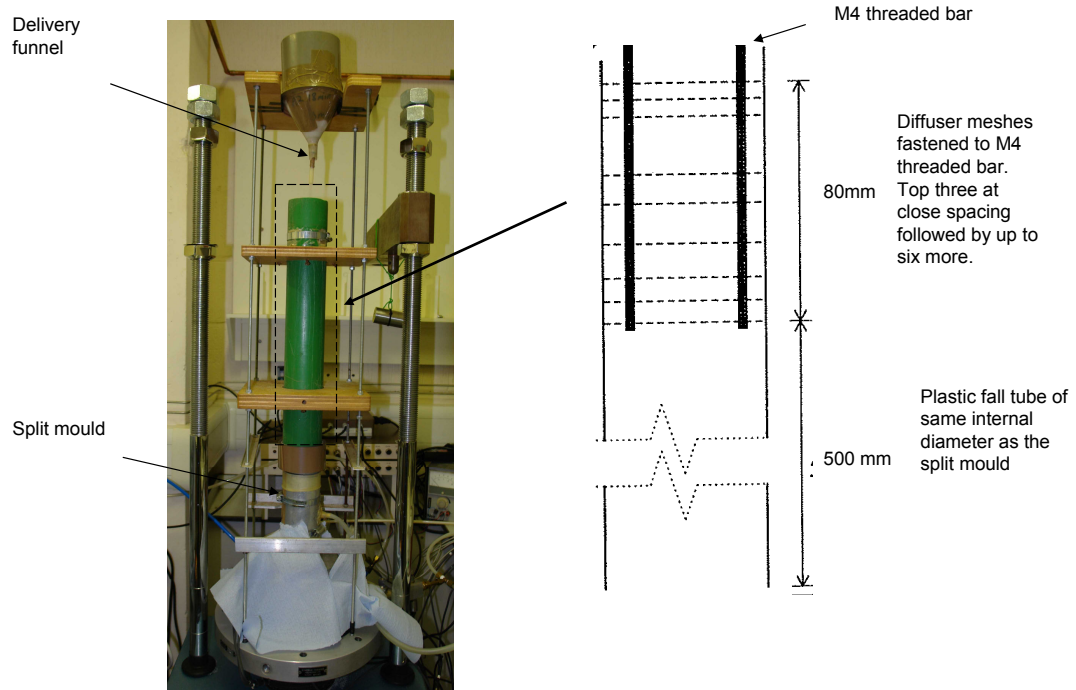 Delivery
funnel
Split mould
M4 threaded bar
80mm
Diffuser meshes
fastened to M4
threaded bar.
Top three at
close spacing
followed by up to
six more.
500 mm
Plastic fall tube of
same internal
diameter as the
split mould